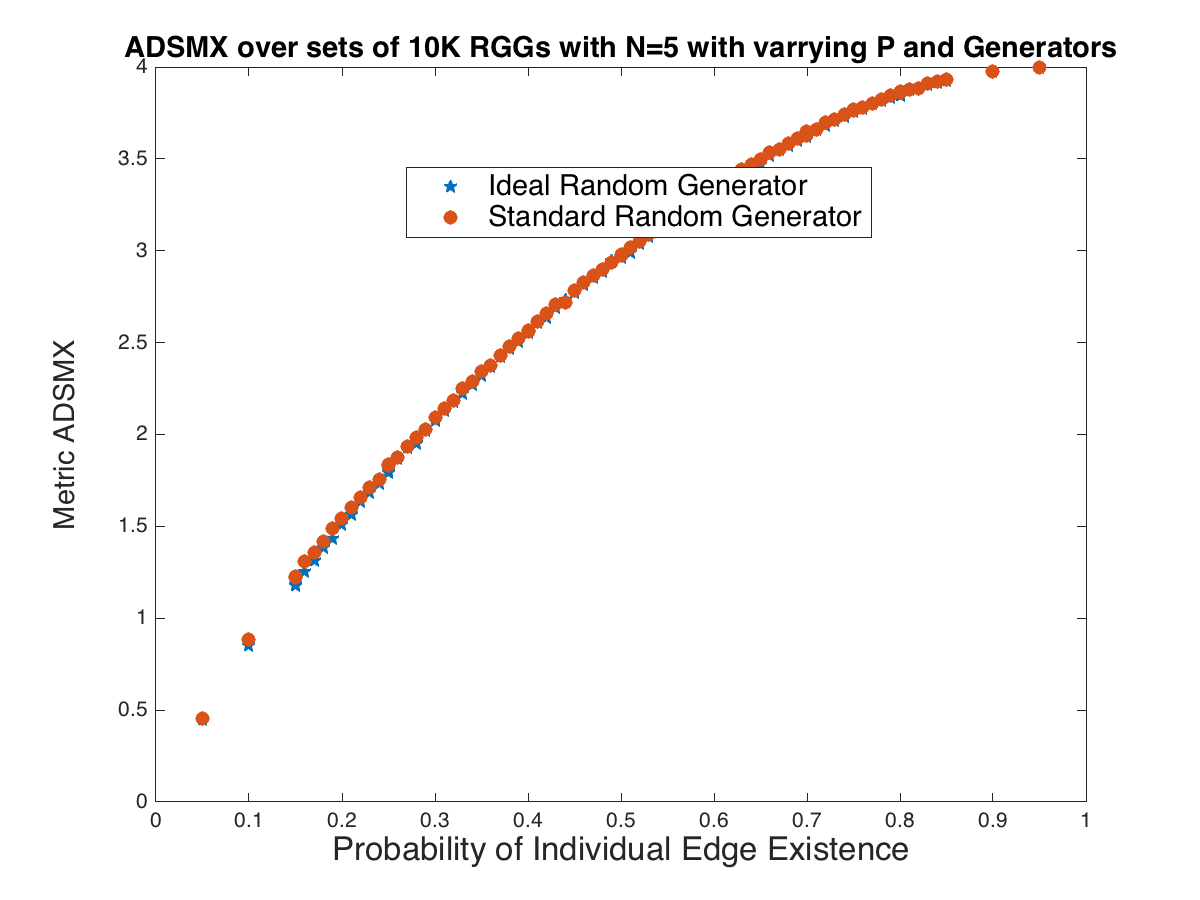 ADSMX over sets of 10K RGGs with N=5 with varrying P and Generators
4
3.5
3
2.5
2
1.5
1
0.5
0
Metric ADSMX
Ideal Random Generator
Standard Random Generator
0 0.1 0.2 0.3 0.4 0.5 0.6 0.7 0.8 0.9 1
Probability of Individual Edge Existence